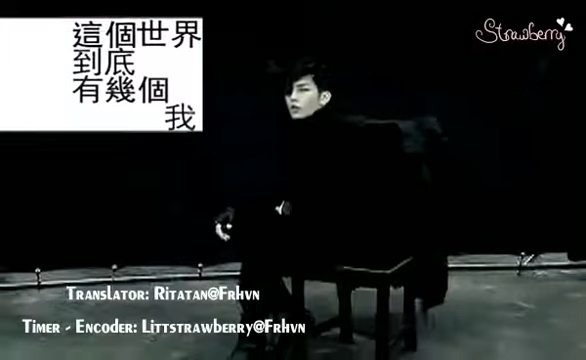 這個世界
到底
有幾個
我
Strawberry
Translator: Ritatan@Frhvn
Timer - Encoder: Littstrawberry@Frhvn